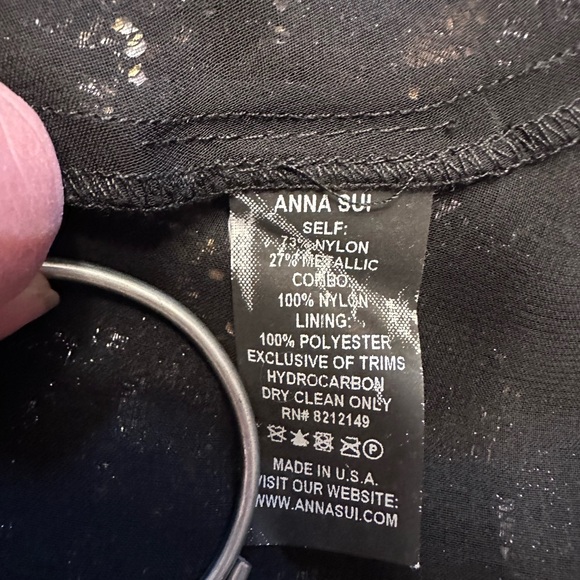 ANNA SUI
SELF:
73% NYLON
27% METALLIC
COMBO:
100% NYLON
LINING:
100% POLYESTER
EXCLUSIVE OF TRIMS
HYDROCARBON
DRY CLEAN ONLY
RN# 8212149
P
MADE IN U.S.A.
VISIT OUR WEBSITE:
WWW.ANNASUI.COM